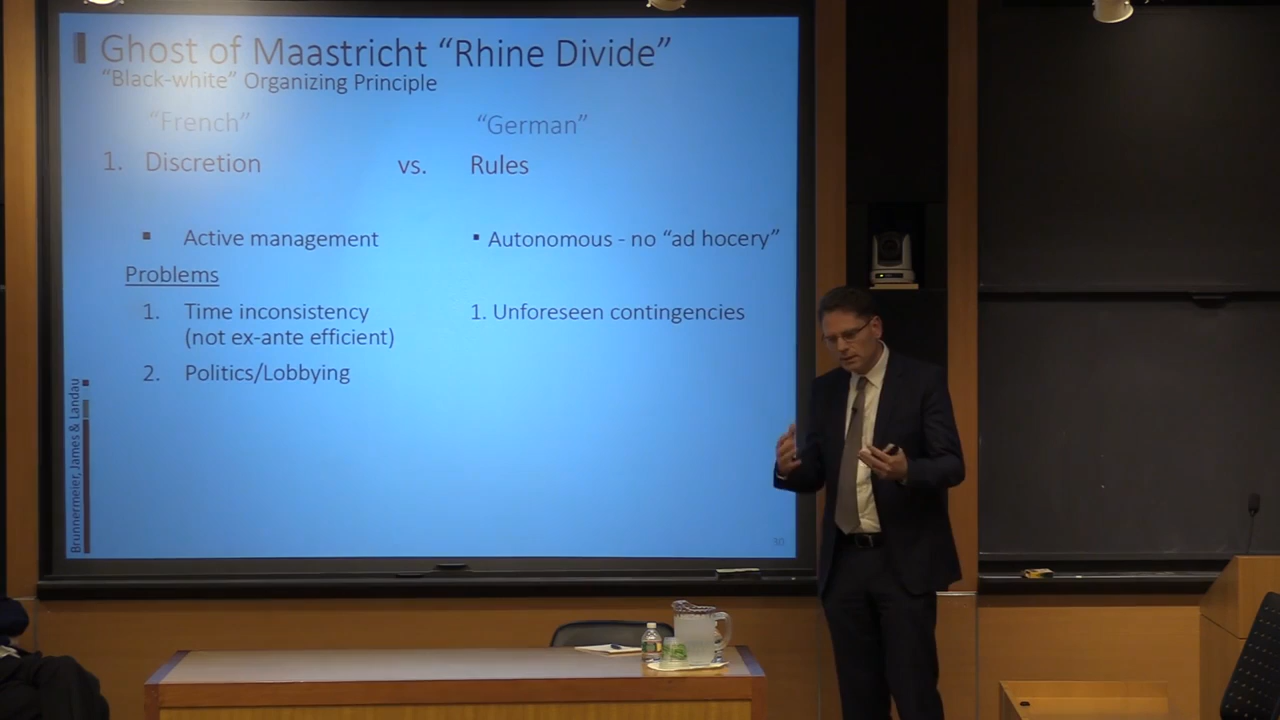 Ghost of Maastricht “Rhine Divide”
“Black-white” Organizing Principle
“French” “German”
1. Discretion vs. Rules
▪ Active management ▪ Autonomous - no “ad hocery”
Problems
1. Time inconsistency 1. Unforeseen contingencies
(not ex-ante efficient)
2. Politics/Lobbying
Brunnermeier, James & Landau
30